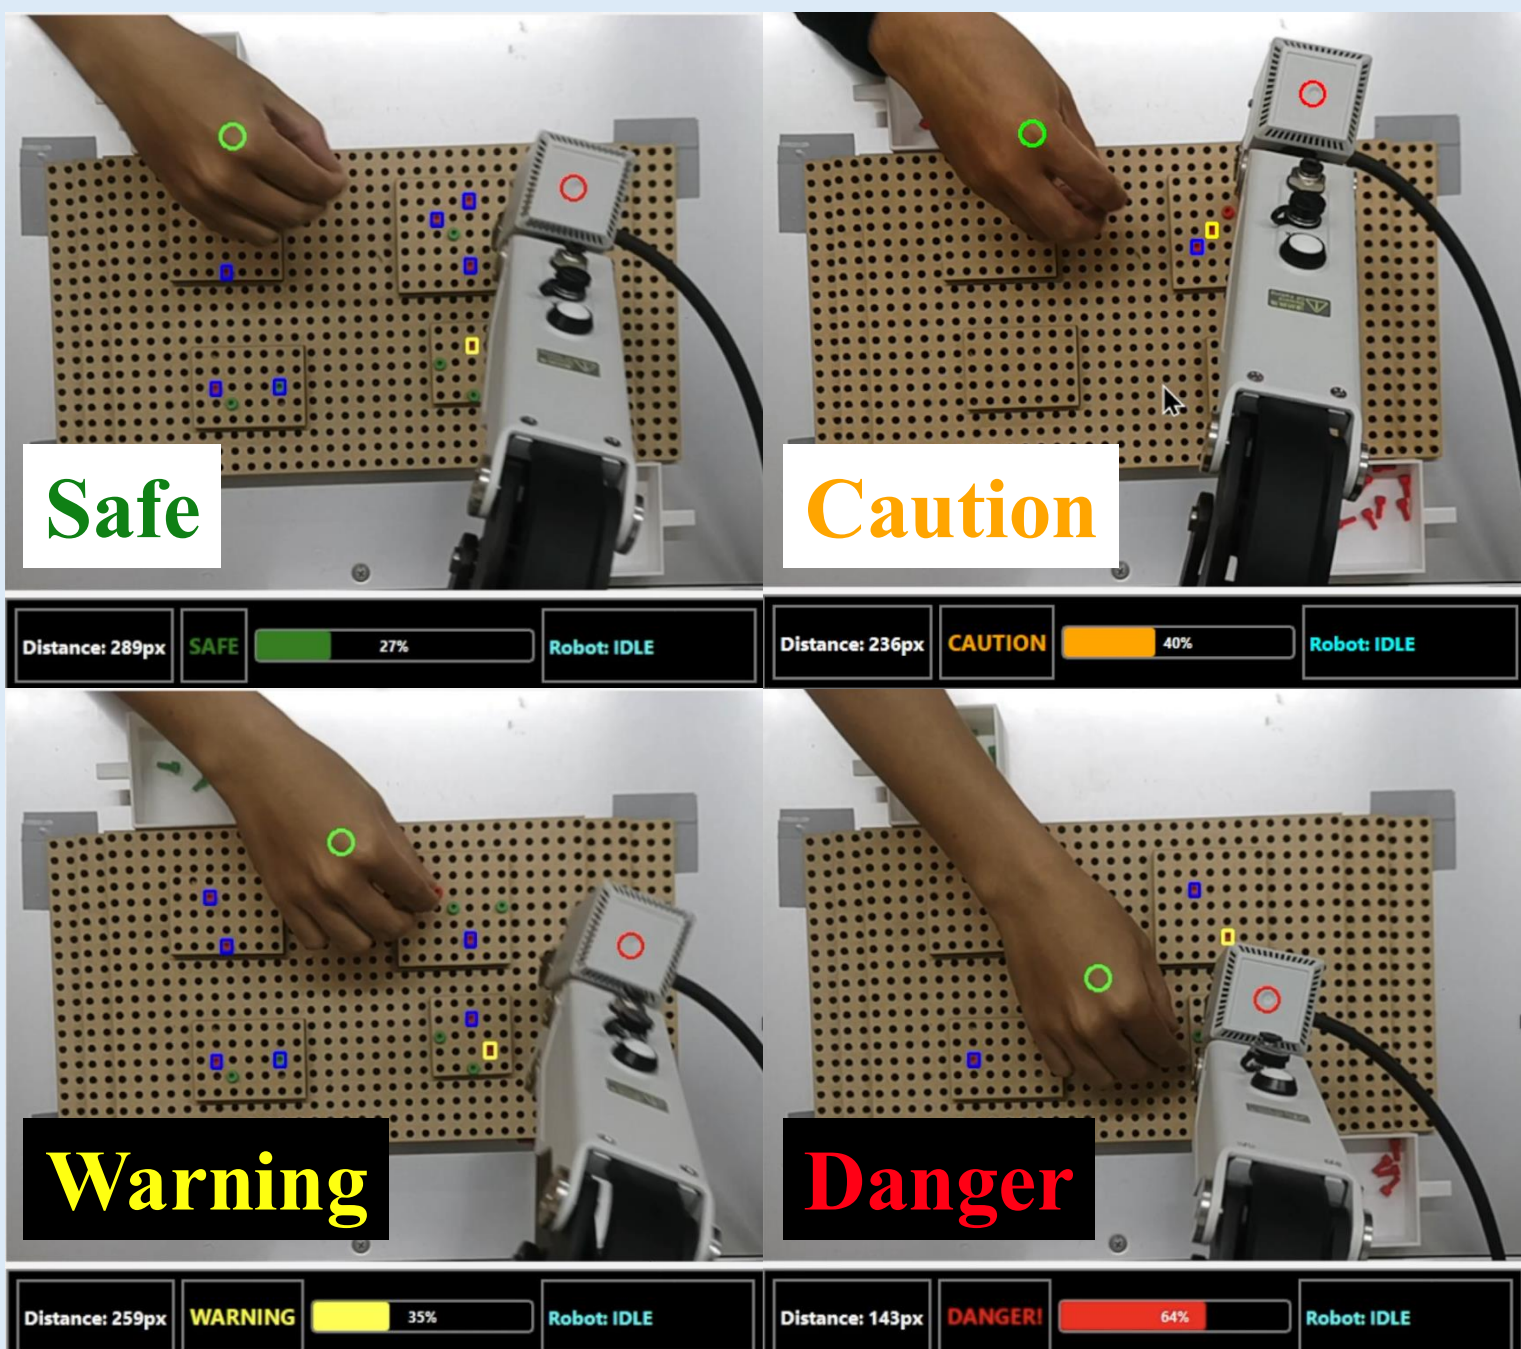 Safe
Distance: 289px
SAFE
27%
Robot: IDLE
Caution
Distance: 236px
CAUTION
40%
Robot: IDLE
Warning
Distance: 259px
WARNING
35%
Robot: IDLE
Danger
Distance: 143px
DANGER!
64%
Robot: IDLE